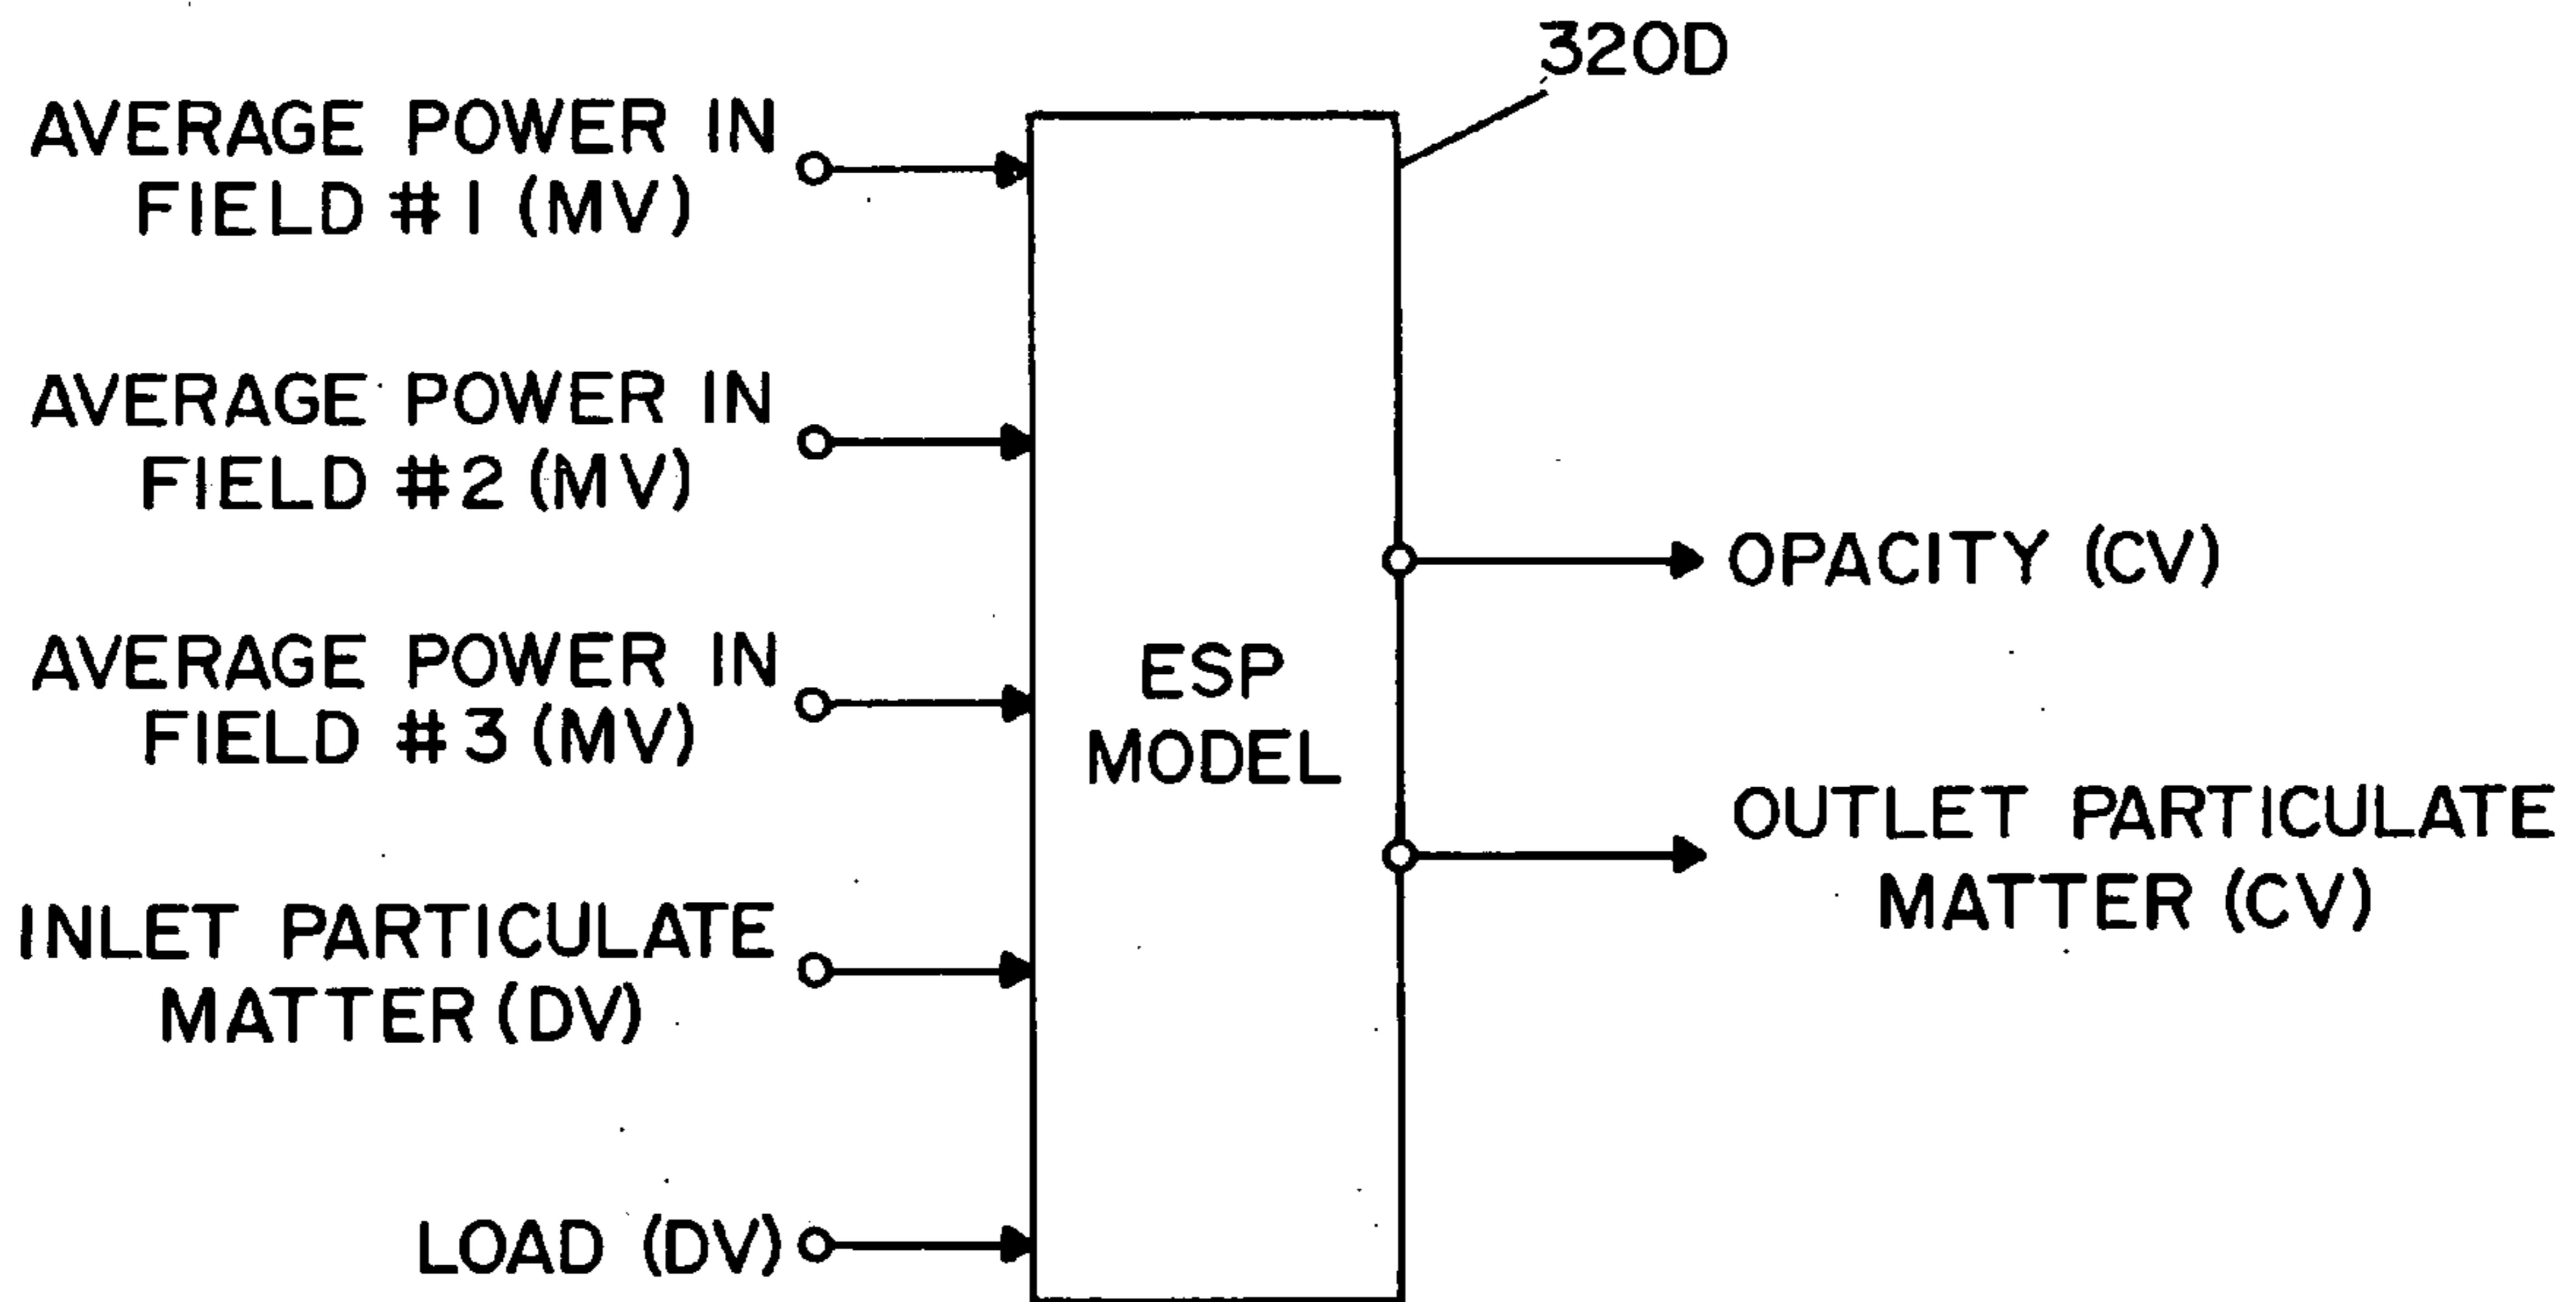 320D
AVERAGE POWER IN
FIELD #1 (MV)
AVERAGE POWER IN
FIELD #2 (MV)
AVERAGE POWER IN
FIELD #3 (MV)
INLET PARTICULATE
MATTER (DV)
LOAD (DV)
ESP
MODEL
OPACITY (CV)
OUTLET PARTICULATE
MATTER (CV)